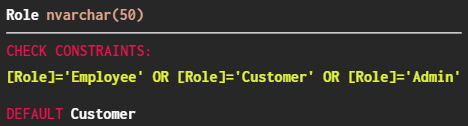 Role nvarchar(50)
CHECK CONSTRAINTS:
[Role]='Employee' OR [Role]='Customer' OR [Role]='Admin'
DEFAULT Customer